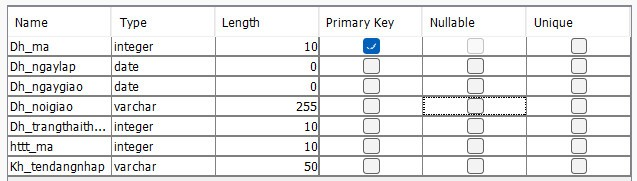 Name Type Length Primary Key Nullable Unique
Dh_ma integer 10
Dh_ngaylap date 0
Dh_ngaygiao date 0
Dh_noigiao varchar 255
Dh_trangthaith... integer 10
httt_ma integer 10
Kh_tendangnhap varchar 50